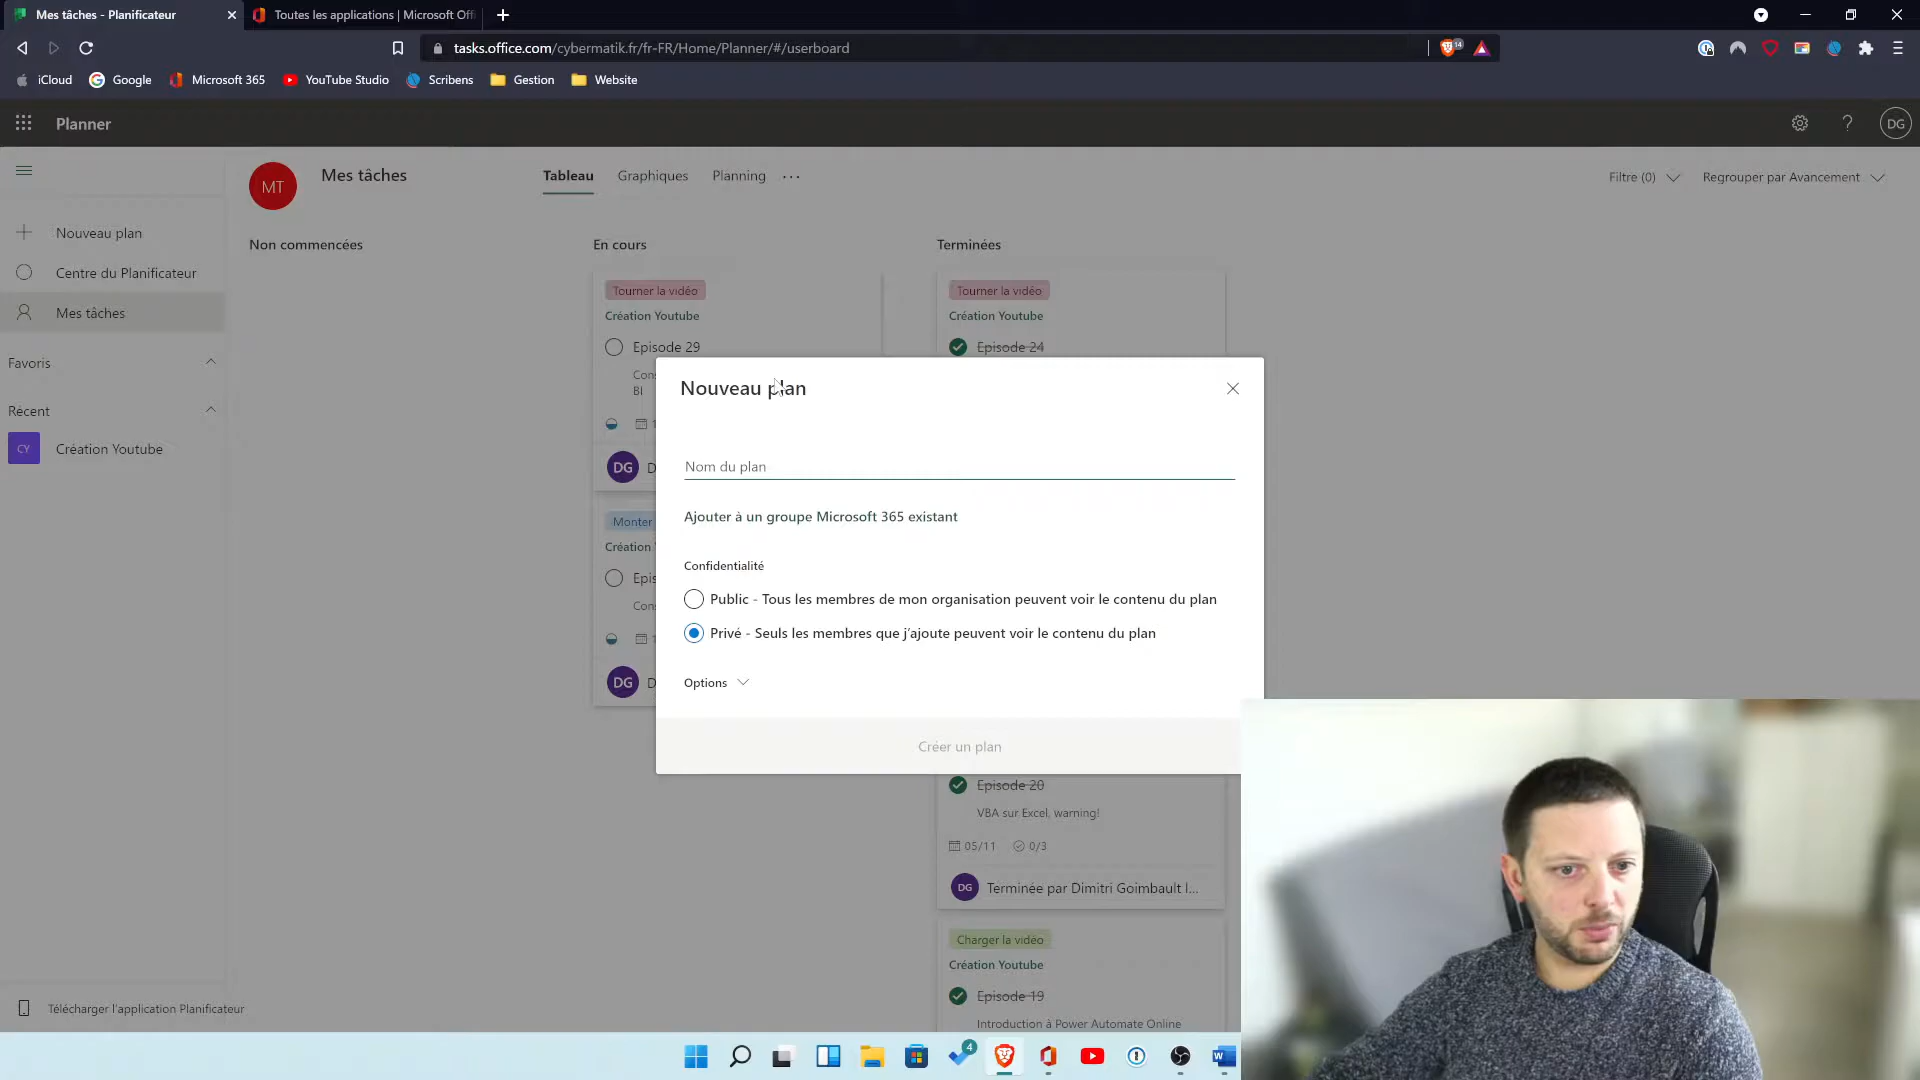 Mes tâches - Planificateur
Toutes les applications | Microsoft Off
tasks.office.com/cybermatik.fr/fr-FR/Home/Planner/#/userboard
14
iCloud
Google
Microsoft 365
YouTube Studio
Scribens
Gestion
Website
Planner
DG
MT
Mes tâches
Tableau
Graphiques
Planning
Filtre (0)
Regrouper par Avancement
Nouveau plan
Centre du Planificateur
Mes tâches
Favoris
Récent
CY
Création Youtube
Non commencées
En cours
Terminées
Tourner la vidéo
Création Youtube
Episode 29
BI
DG
Monter
Création
DG
Tourner la vidéo
Création Youtube
Episode 24
Nouveau plan
Nom du plan
Ajouter à un groupe Microsoft 365 existant
Confidentialité
Public - Tous les membres de mon organisation peuvent voir le contenu du plan
Privé - Seuls les membres que j'ajoute peuvent voir le contenu du plan
Options
Créer un plan
Episode 20
VBA sur Excel, warning!
05/11
0/3
DG
Terminée par Dimitri Goimbault l...
Charger la vidéo
Création Youtube
Episode 19
Introduction à Power Automate Online
Télécharger l'application Planificateur
4